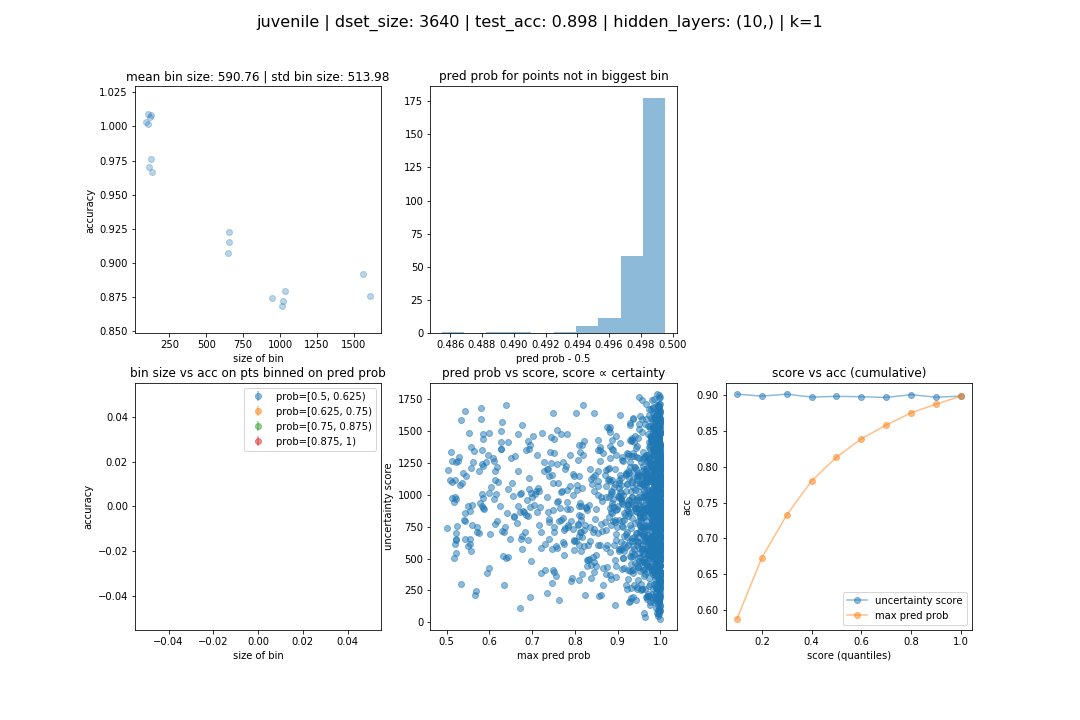 juvenile | dset_size: 3640 | test_acc: 0.898 | hidden_layers: (10,) | k=1
mean bin size: 590.76 | std bin size: 513.98
1.025
1.000
0.975
0.950
0.925
0.900
0.875
0.850
accuracy
250 500 750 1000 1250 1500
size of bin
pred prob for points not in biggest bin
175
150
125
100
75
50
25
0
0.486 0.488 0.490 0.492 0.494 0.496 0.498 0.500
pred prob - 0.5
bin size vs acc on pts binned on pred prob
0.04
0.02
0.00
−0.02
−0.04
accuracy
prob=[0.5, 0.625)
prob=[0.625, 0.75)
prob=[0.75, 0.875)
prob=[0.875, 1)
−0.04 −0.02 0.00 0.02 0.04
size of bin
pred prob vs score, score ∝ certainty
1750
1500
1250
1000
750
500
250
0
uncertainty score
0.5 0.6 0.7 0.8 0.9 1.0
max pred prob
score vs acc (cumulative)
0.90
0.85
0.80
0.75
0.70
0.65
0.60
acc
uncertainty score
max pred prob
0.2 0.4 0.6 0.8 1.0
score (quantiles)